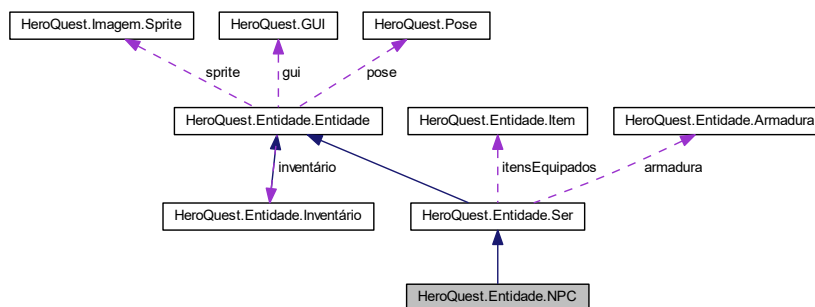 HeroQuest.Imagem.Sprite
HeroQuest.GUI
HeroQuest.Pose
sprite
gui
pose
HeroQuest.Entidade.Entidade
HeroQuest.Entidade.Item
HeroQuest.Entidade.Armadura
inventário
itensEquipados
armadura
HeroQuest.Entidade.Inventário
HeroQuest.Entidade.Ser
HeroQuest.Entidade.NPC